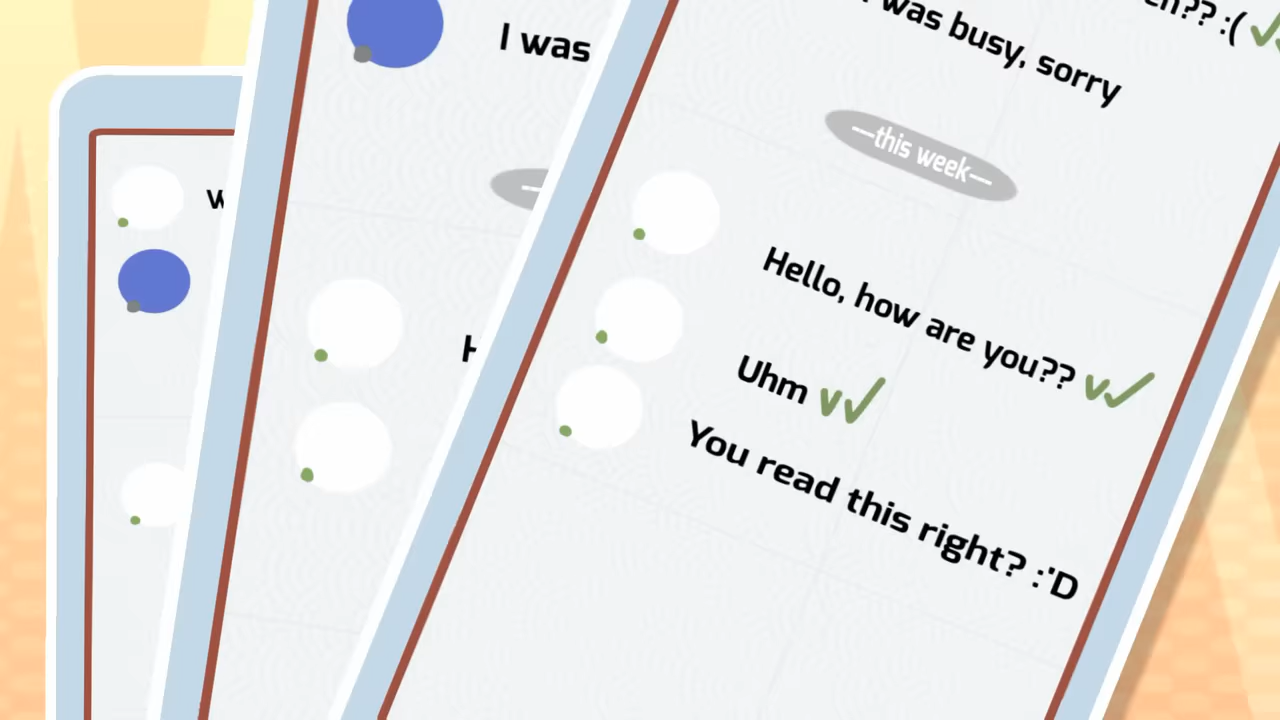 I was
was busy, sorry
—this week—
Hello, how are you??
Uhm
You read this right? :'D